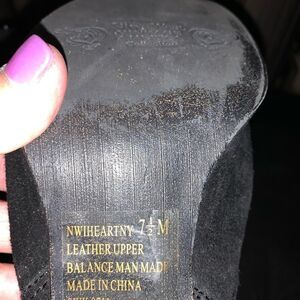 NWIHEARTNY 7½M
LEATHER UPPER
BALANCE MAN MADE
MADE IN CHINA